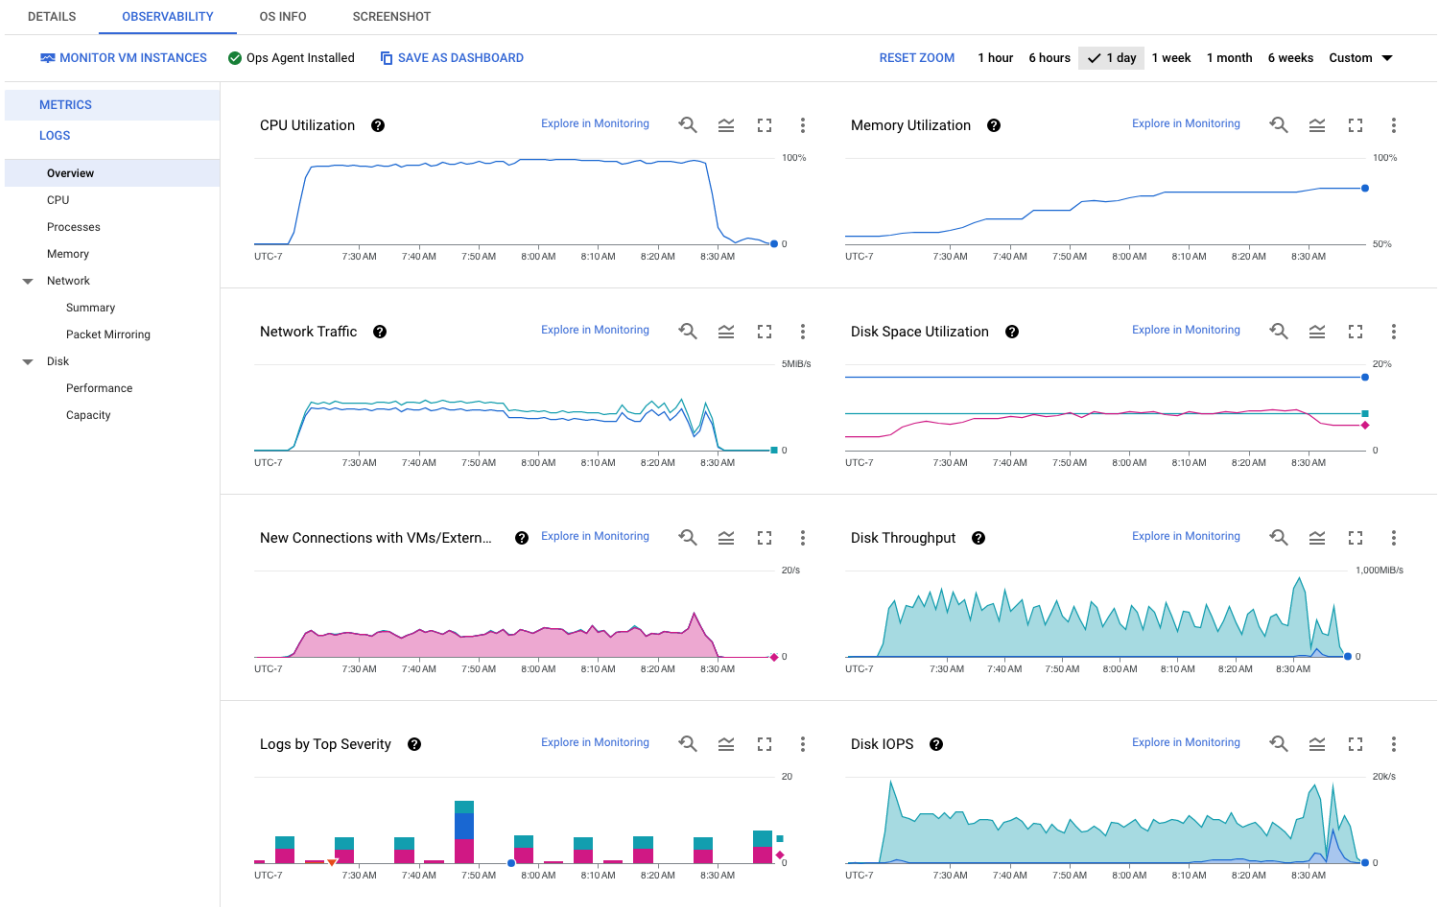 DETAILS OBSERVABILITY OS INFO SCREENSHOT
MONITOR VM INSTANCES Ops Agent Installed SAVE AS DASHBOARD RESET ZOOM 1 hour 6 hours 1 day 1 week 1 month 6 weeks Custom
METRICS
LOGS
Overview
CPU
Processes
Memory
Network
Summary
Packet Mirroring
Disk
Performance
Capacity
CPU Utilization ? Explore in Monitoring
100%
0
UTC-7 7:30 AM 7:40 AM 7:50 AM 8:00 AM 8:10 AM 8:20 AM 8:30 AM
Memory Utilization ? Explore in Monitoring
100%
50%
UTC-7 7:30 AM 7:40 AM 7:50 AM 8:00 AM 8:10 AM 8:20 AM 8:30 AM
Network Traffic ? Explore in Monitoring
5MiB/s
0
UTC-7 7:30 AM 7:40 AM 7:50 AM 8:00 AM 8:10 AM 8:20 AM 8:30 AM
Disk Space Utilization ? Explore in Monitoring
20%
0
UTC-7 7:30 AM 7:40 AM 7:50 AM 8:00 AM 8:10 AM 8:20 AM 8:30 AM
New Connections with VMs/Extern... ? Explore in Monitoring
20/s
0
UTC-7 7:30 AM 7:40 AM 7:50 AM 8:00 AM 8:10 AM 8:20 AM 8:30 AM
Disk Throughput ? Explore in Monitoring
1,000MiB/s
0
UTC-7 7:30 AM 7:40 AM 7:50 AM 8:00 AM 8:10 AM 8:20 AM 8:30 AM
Logs by Top Severity ? Explore in Monitoring
20
0
UTC-7 7:30 AM 7:40 AM 7:50 AM 8:00 AM 8:10 AM 8:20 AM 8:30 AM
Disk IOPS ? Explore in Monitoring
20k/s
0
UTC-7 7:30 AM 7:40 AM 7:50 AM 8:00 AM 8:10 AM 8:20 AM 8:30 AM